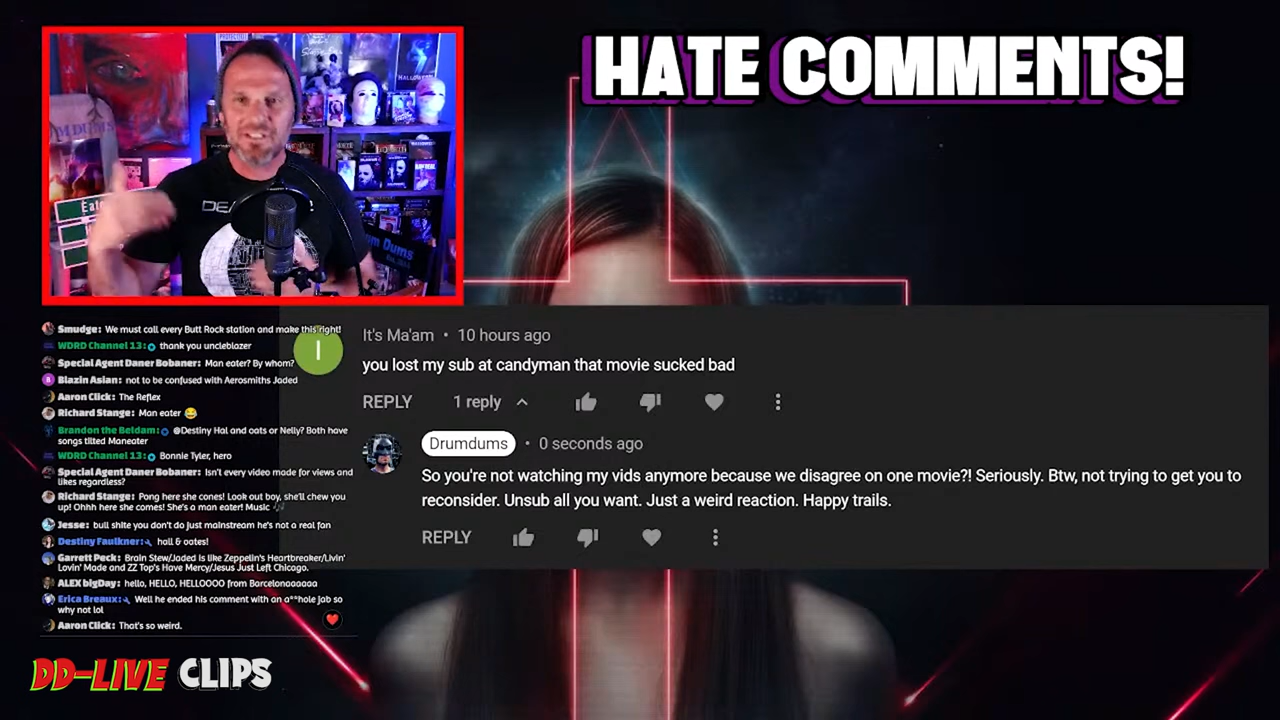 HATE COMMENTS!
HALLOWEEN
Smudge: We must call every Butt Rock station and make this right!
WDRD Channel 13: thank you uncleblazer
Special Agent Daner Bobaner: Man eater? By whom?
B Blazin Asian: not to be confused with Aerosmiths Jaded
Aaron Click: The Reflex
Richard Stange: Man eater 😂
Brandon the Beldam: @Destiny Hal and oats or Nelly? Both have
songs tilted Maneater
WDRD Channel 13: Bonnie Tyler, hero
Special Agent Daner Bobaner: Isn't every video made for views and
likes regardless?
Richard Stange: Pong here she comes! Look out boy, she'll chew you
up! Ohhh here she comes! She's a man eater! Music 🎶
Jesse: bull shite you don't do just mainstream he's not a real fan
Destiny Faulkner: hall & oates!
Garrett Peck: Brain Stew/Jaded is like Zeppelin's Heartbreaker/Livin'
Lovin' Made and ZZ Top's Have Mercy/Jesus Just Left Chicago.
ALEX bigDay: hello, HELLO, HELLOOOO from Barcelonaaaaaa
Erica Breaux: Well he ended his comment with an a**hole jab so
why not lol
Aaron Click: That's so weird.
I
It's Ma'am • 10 hours ago
you lost my sub at candyman that movie sucked bad
REPLY 1 reply
Drumdums • 0 seconds ago
So you're not watching my vids anymore because we disagree on one movie?! Seriously. Btw, not trying to get you to
reconsider. Unsub all you want. Just a weird reaction. Happy trails.
REPLY
DD-LIVE CLIPS